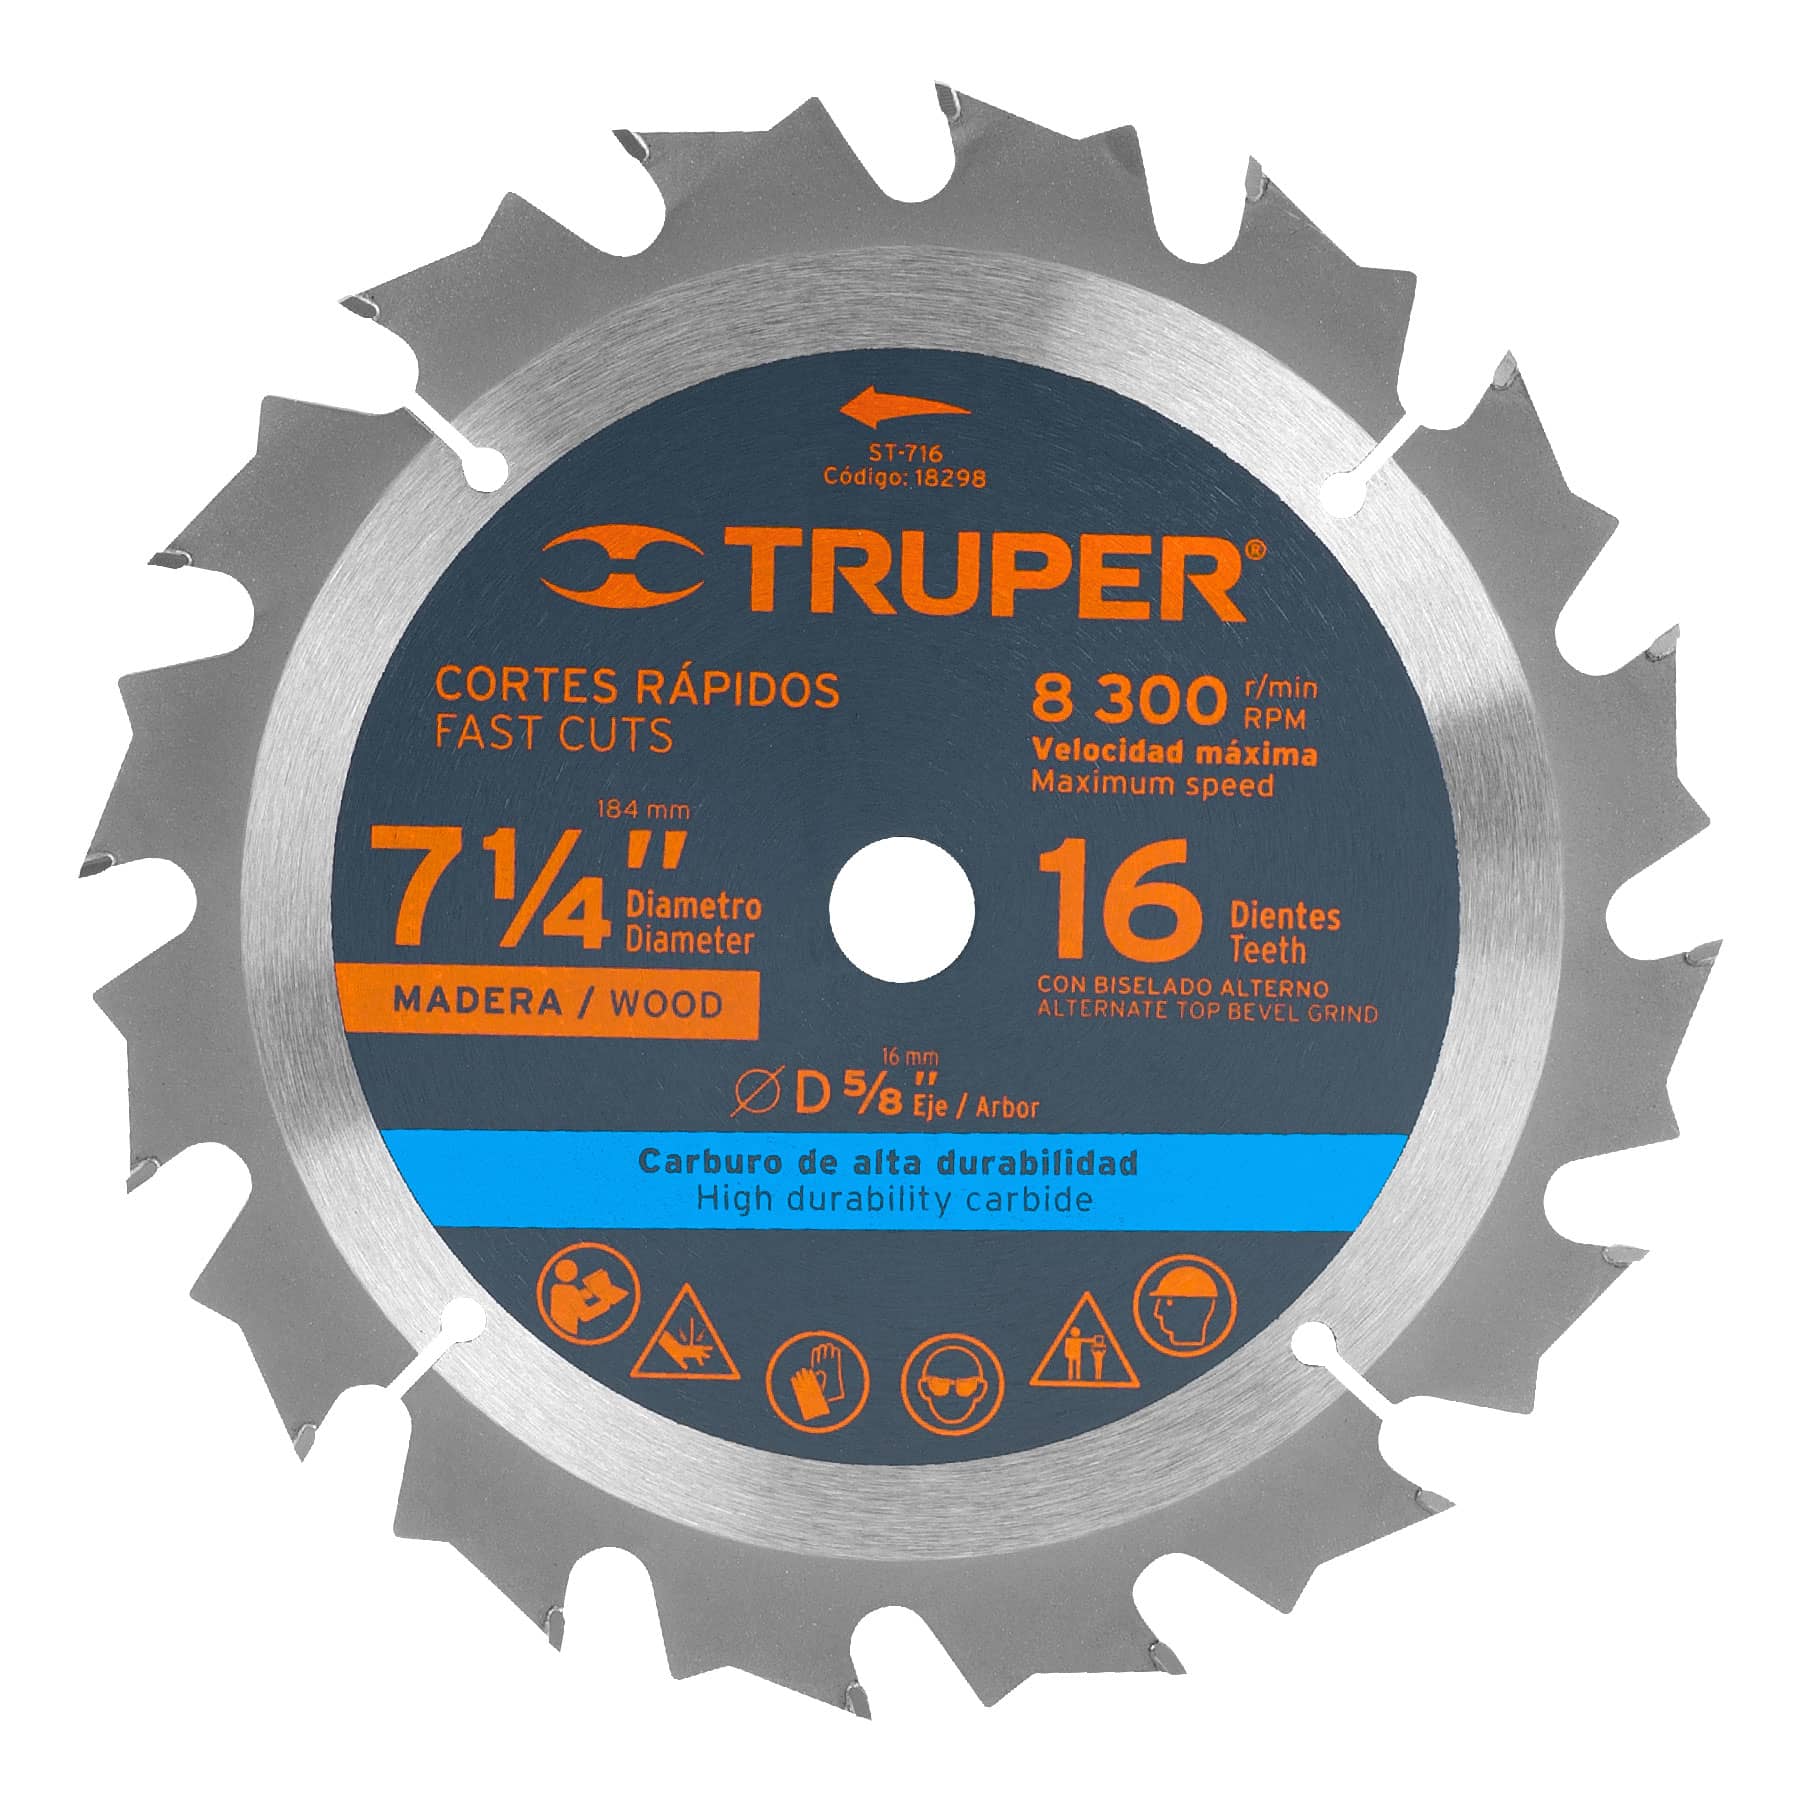 ST-716
Código: 18298
TRUPER®
CORTES RÁPIDOS
FAST CUTS
184 mm
7 1/4"
Diametro
Diameter
MADERA / WOOD
8 300 r/min
RPM
Velocidad máxima
Maximum speed
16 Dientes
Teeth
CON BISELADO ALTERNO
ALTERNATE TOP BEVEL GRIND
16 mm
Ø D 5/8" Eje / Arbor
Carburo de alta durabilidad
High durability carbide